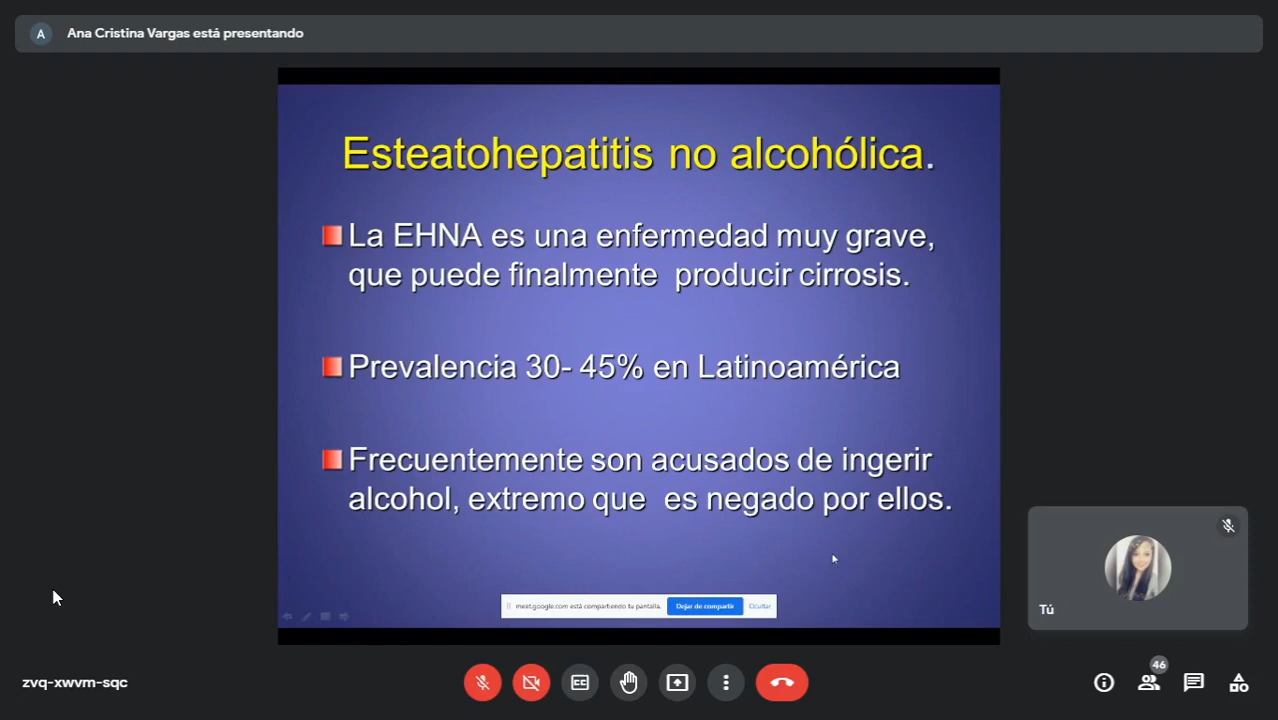 A
Ana Cristina Vargas está presentando
Esteatohepatitis no alcohólica.
La EHNA es una enfermedad muy grave,
que puede finalmente producir cirrosis.
Prevalencia 30- 45% en Latinoamérica
Frecuentemente son acusados de ingerir
alcohol, extremo que es negado por ellos.
meet.google.com está compartiendo tu pantalla.
Dejar de compartir
Ocultar
Tú
zvq-xwvm-sqc
CC
46